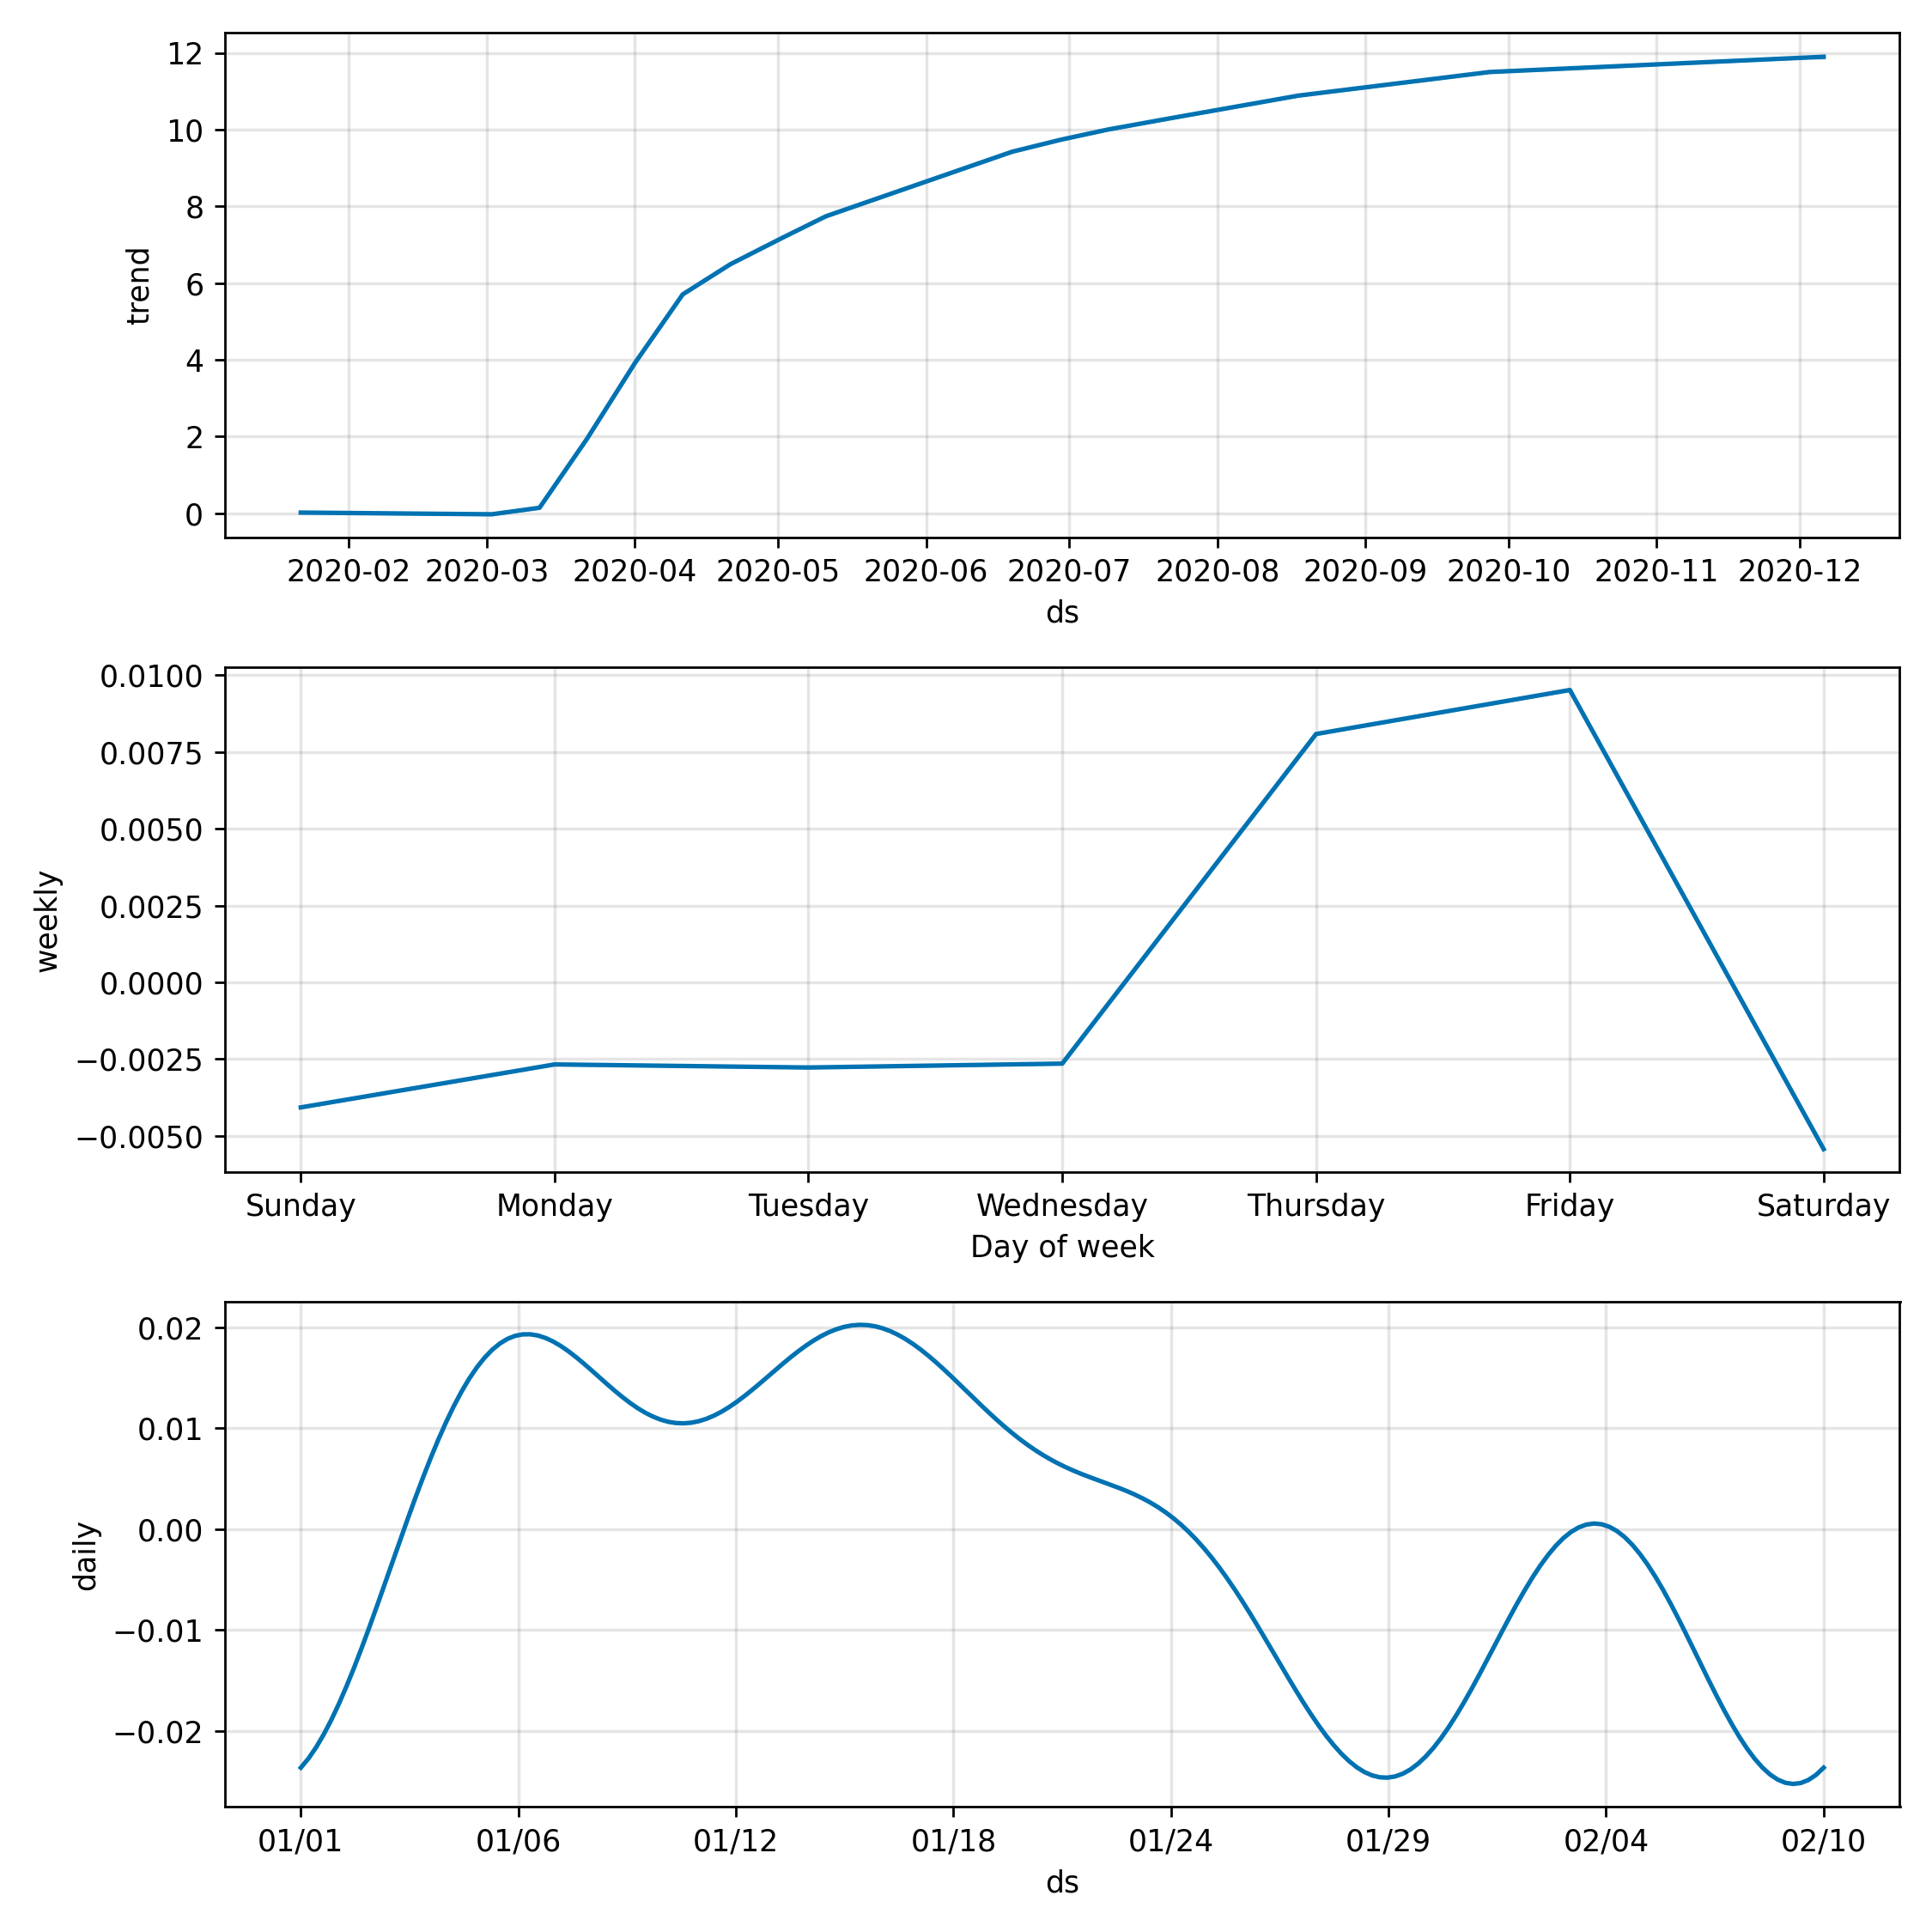 12
10
8
6
4
2
0
trend
2020-02 2020-03 2020-04 2020-05 2020-06 2020-07 2020-08 2020-09 2020-10 2020-11 2020-12
ds
0.0100
0.0075
0.0050
0.0025
0.0000
−0.0025
−0.0050
weekly
Sunday Monday Tuesday Wednesday Thursday Friday Saturday
Day of week
0.02
0.01
0.00
−0.01
−0.02
daily
01/01 01/06 01/12 01/18 01/24 01/29 02/04 02/10
ds